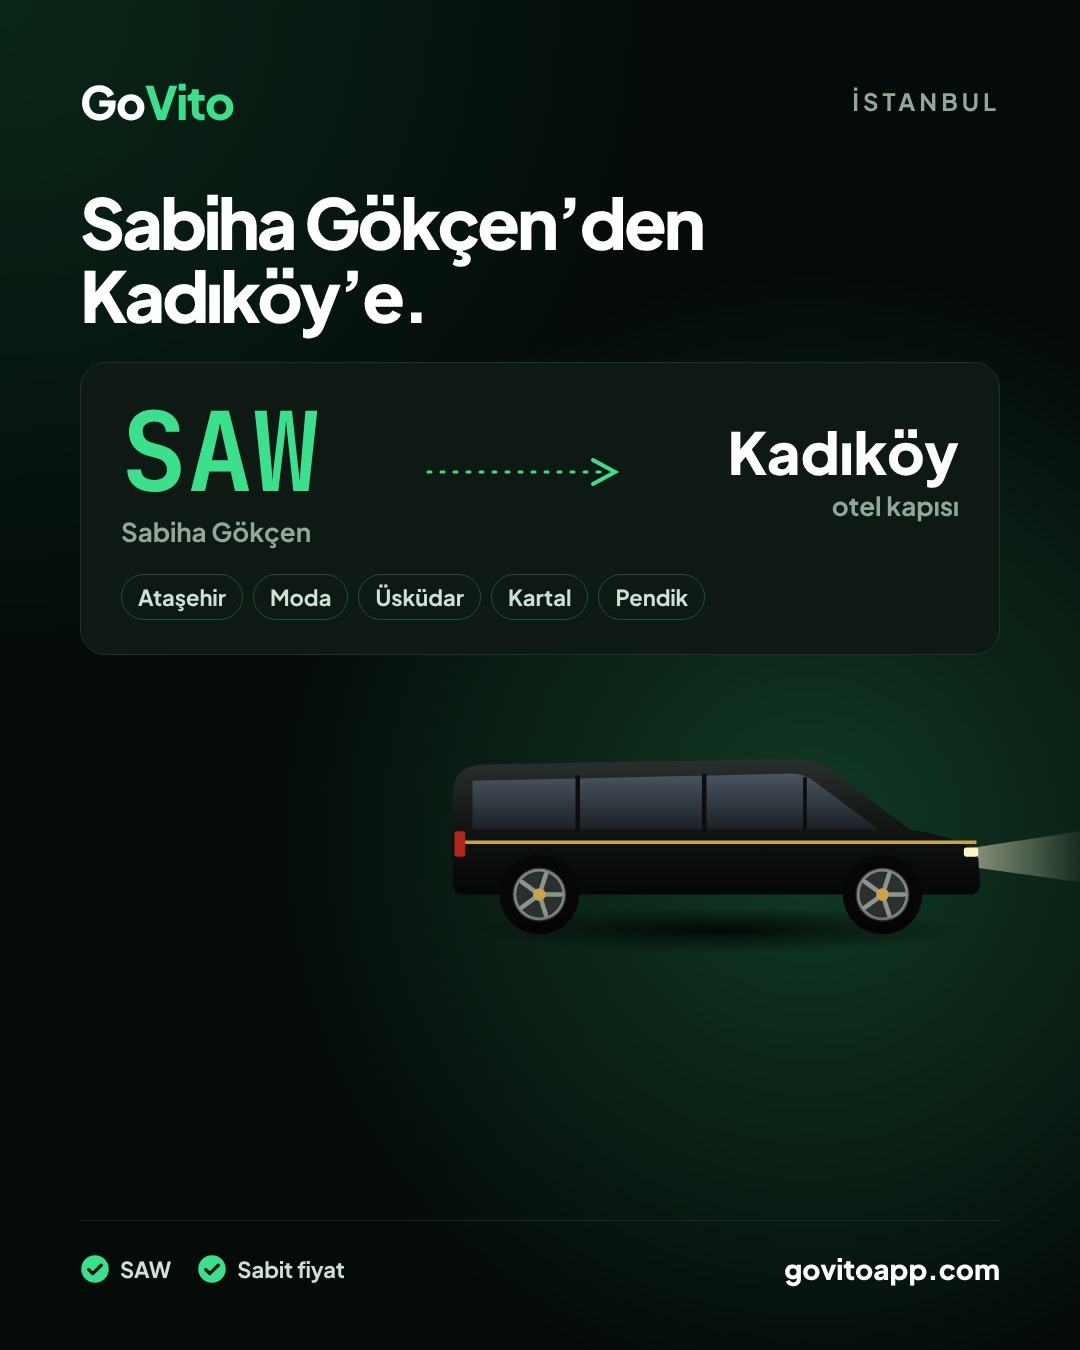 GoVito
İSTANBUL
Sabiha Gökçen’den
Kadıköy’e.
SAW
Kadıköy
otel kapısı
Sabiha Gökçen
Ataşehir
Moda
Üsküdar
Kartal
Pendik
SAW
Sabit fiyat
govitoapp.com